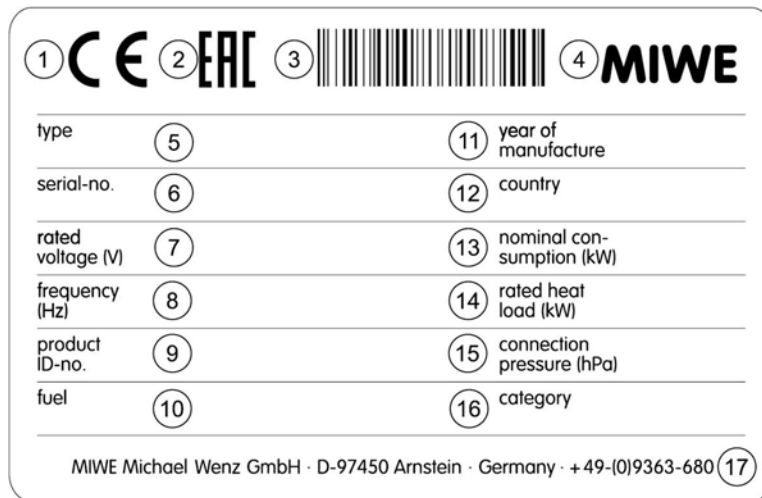 1 CE 2 EAC 3 4 MIWE
type 5 11 year of
manufacture
serial-no. 6 12 country
rated
voltage (V) 7 13 nominal con-
sumption (kW)
frequency
(Hz) 8 14 rated heat
load (kW)
product
ID-no. 9 15 connection
pressure (hPa)
fuel 10 16 category
MIWE Michael Wenz GmbH · D-97450 Arnstein · Germany · +49-(0)9363-680 17